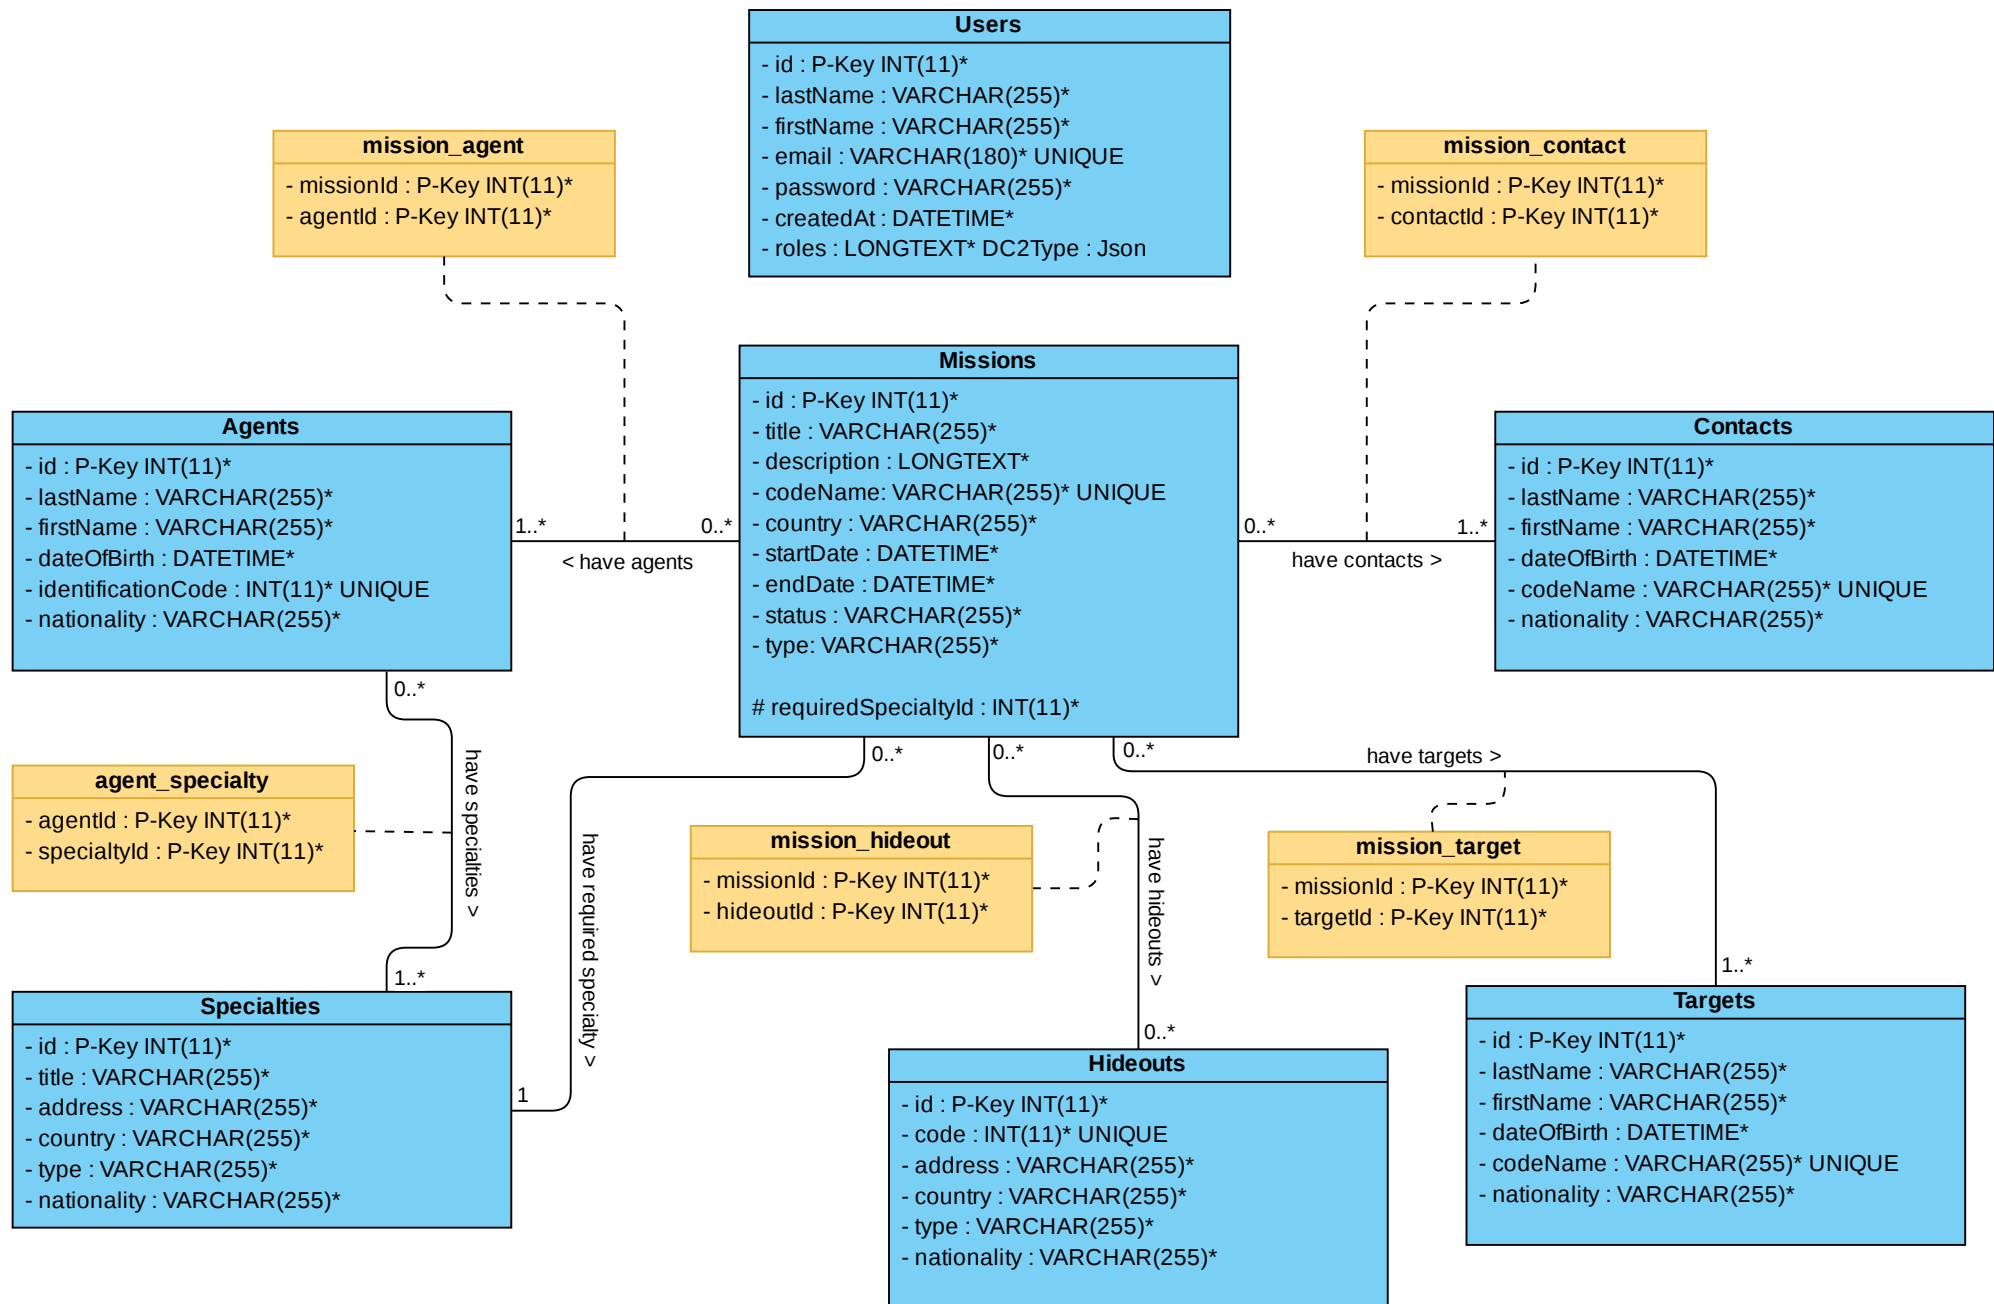 Users
- id : P-Key INT(11)*
- lastName : VARCHAR(255)*
- firstName : VARCHAR(255)*
- email : VARCHAR(180)* UNIQUE
- password : VARCHAR(255)*
- createdAt : DATETIME*
- roles : LONGTEXT* DC2Type : Json
mission_agent
- missionId : P-Key INT(11)*
- agentId : P-Key INT(11)*
mission_contact
- missionId : P-Key INT(11)*
- contactId : P-Key INT(11)*
Missions
- id : P-Key INT(11)*
- title : VARCHAR(255)*
- description : LONGTEXT*
- codeName: VARCHAR(255)* UNIQUE
- country : VARCHAR(255)*
- startDate : DATETIME*
- endDate : DATETIME*
- status : VARCHAR(255)*
- type: VARCHAR(255)*
# requiredSpecialtyId : INT(11)*
Agents
- id : P-Key INT(11)*
- lastName : VARCHAR(255)*
- firstName : VARCHAR(255)*
- dateOfBirth : DATETIME*
- identificationCode : INT(11)* UNIQUE
- nationality : VARCHAR(255)*
1..*
0..*
< have agents
0..*
1..*
have contacts >
Contacts
- id : P-Key INT(11)*
- lastName : VARCHAR(255)*
- firstName : VARCHAR(255)*
- dateOfBirth : DATETIME*
- codeName : VARCHAR(255)* UNIQUE
- nationality : VARCHAR(255)*
0..*
have specialties >
1..*
agent_specialty
- agentId : P-Key INT(11)*
- specialtyId : P-Key INT(11)*
0..*
have required specialty >
1
0..*
have hideouts >
0..*
0..*
have targets >
1..*
mission_hideout
- missionId : P-Key INT(11)*
- hideoutId : P-Key INT(11)*
mission_target
- missionId : P-Key INT(11)*
- targetId : P-Key INT(11)*
Specialties
- id : P-Key INT(11)*
- title : VARCHAR(255)*
- address : VARCHAR(255)*
- country : VARCHAR(255)*
- type : VARCHAR(255)*
- nationality : VARCHAR(255)*
Hideouts
- id : P-Key INT(11)*
- code : INT(11)* UNIQUE
- address : VARCHAR(255)*
- country : VARCHAR(255)*
- type : VARCHAR(255)*
- nationality : VARCHAR(255)*
Targets
- id : P-Key INT(11)*
- lastName : VARCHAR(255)*
- firstName : VARCHAR(255)*
- dateOfBirth : DATETIME*
- codeName : VARCHAR(255)* UNIQUE
- nationality : VARCHAR(255)*